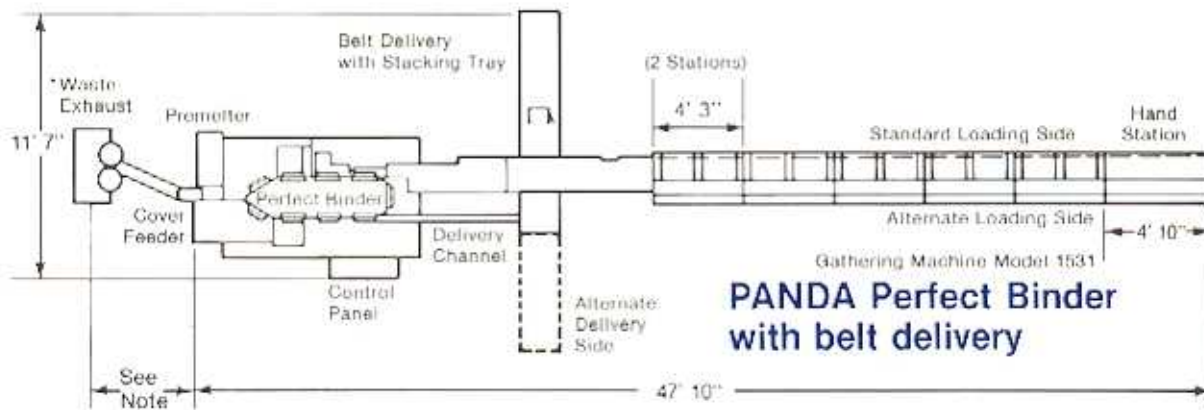 Belt Delivery
with Stacking Tray
(2 Stations)
*Waste
Exhaust
Premelter
4' 3"
Hand
Station
11' 7"
Standard Loading Side
Perfect Binder
Cover
Feeder
Delivery
Channel
Alternate Loading Side
4' 10"
Gathering Machine Model 1531
Control
Panel
Alternate
Delivery
Side
PANDA Perfect Binder
with belt delivery
See
Note
47' 10"